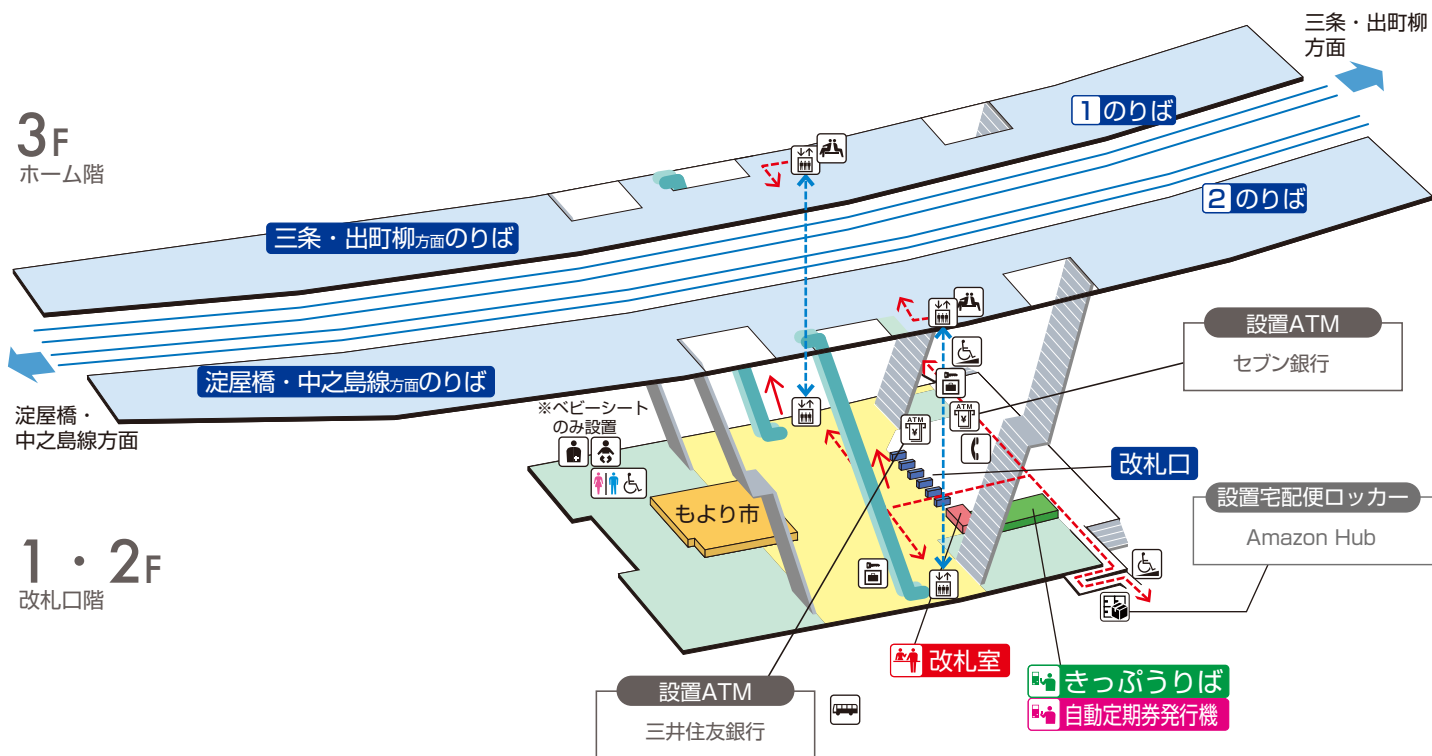 三条・出町柳
方面
3F
ホーム階
1 のりば
2 のりば
三条・出町柳方面のりば
淀屋橋・中之島線方面のりば
淀屋橋・
中之島線方面
設置ATM
セブン銀行
※ベビーシート
のみ設置
ATM
¥
ATM
¥
改札口
もより市
設置宅配便ロッカー
Amazon Hub
1・2F
改札口階
改札室
きっぷうりば
自動定期券発行機
設置ATM
三井住友銀行